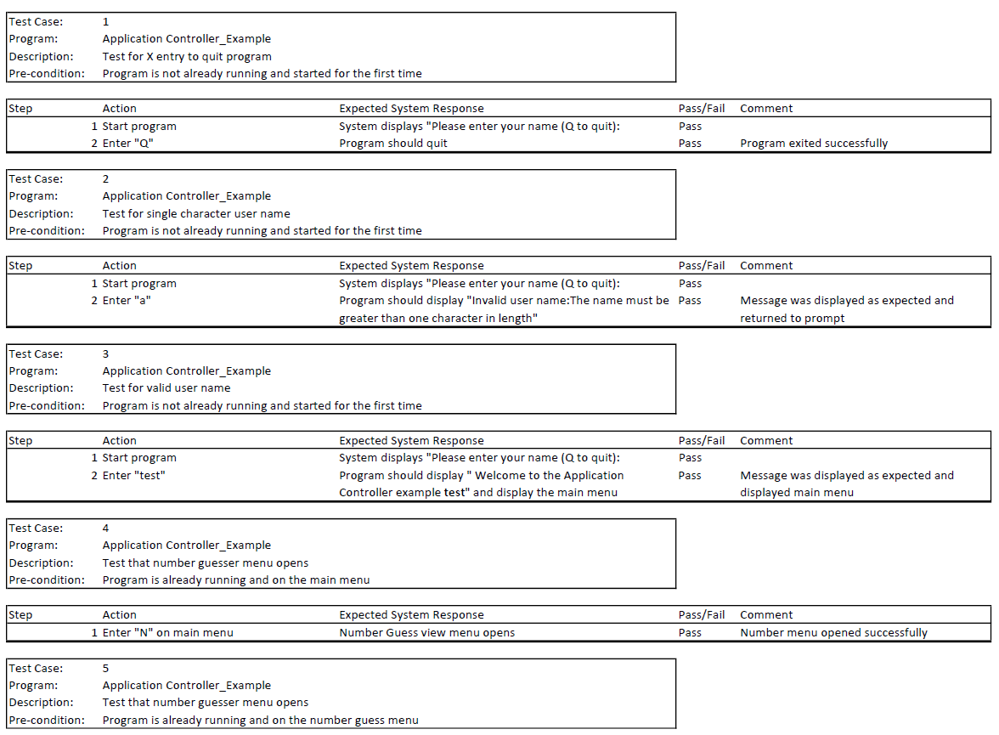 Test Case: 1
Program: Application Controller_Example
Description: Test for X entry to quit program
Pre-condition: Program is not already running and started for the first time
Step Action Expected System Response Pass/Fail Comment
1 Start program System displays "Please enter your name (Q to quit): Pass
2 Enter "Q" Program should quit Pass Program exited successfully
Test Case: 2
Program: Application Controller_Example
Description: Test for single character user name
Pre-condition: Program is not already running and started for the first time
Step Action Expected System Response Pass/Fail Comment
1 Start program System displays "Please enter your name (Q to quit): Pass
2 Enter "a" Program should display "Invalid user name:The name must be Pass Message was displayed as expected and
greater than one character in length" returned to prompt
Test Case: 3
Program: Application Controller_Example
Description: Test for valid user name
Pre-condition: Program is not already running and started for the first time
Step Action Expected System Response Pass/Fail Comment
1 Start program System displays "Please enter your name (Q to quit): Pass
2 Enter "test" Program should display " Welcome to the Application Pass Message was displayed as expected and
Controller example test" and display the main menu displayed main menu
Test Case: 4
Program: Application Controller_Example
Description: Test that number guesser menu opens
Pre-condition: Program is already running and on the main menu
Step Action Expected System Response Pass/Fail Comment
1 Enter "N" on main menu Number Guess view menu opens Pass Number menu opened successfully
Test Case: 5
Program: Application Controller_Example
Description: Test that number guesser menu opens
Pre-condition: Program is already running and on the number guess menu